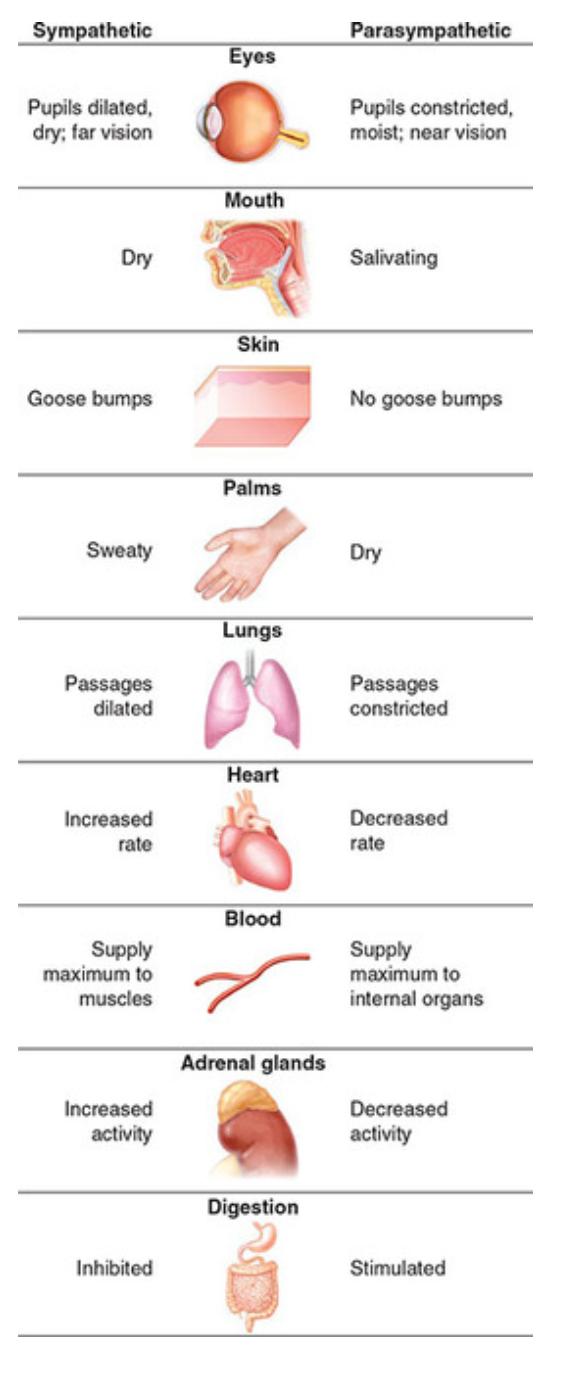 Sympathetic
Parasympathetic
Eyes
Pupils dilated,
dry; far vision
Pupils constricted,
moist; near vision
Mouth
Dry
Salivating
Skin
Goose bumps
No goose bumps
Palms
Sweaty
Dry
Lungs
Passages
dilated
Passages
constricted
Heart
Increased
rate
Decreased
rate
Blood
Supply
maximum to
muscles
Supply
maximum to
internal organs
Adrenal glands
Increased
activity
Decreased
activity
Digestion
Inhibited
Stimulated